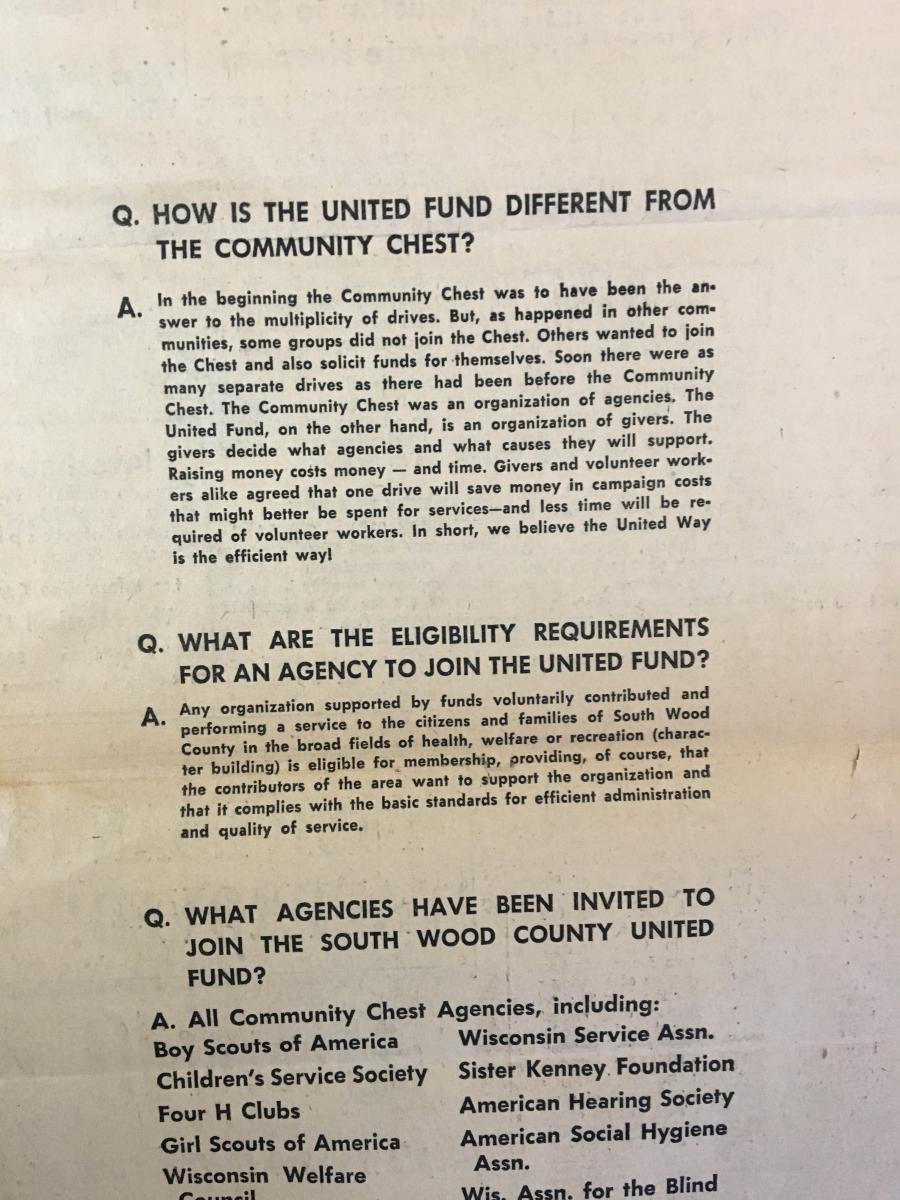 Q. HOW IS THE UNITED FUND DIFFERENT FROM
THE COMMUNITY CHEST?
A. In the beginning the Community Chest was to have been the an-
swer to the multiplicity of drives. But, as happened in other com-
munities, some groups did not join the Chest. Others wanted to join
the Chest and also solicit funds for themselves. Soon there were as
many separate drives as there had been before the Community
Chest. The Community Chest was an organization of agencies. The
United Fund, on the other hand, is an organization of givers. The
givers decide what agencies and what causes they will support.
Raising money costs money — and time. Givers and volunteer work-
ers alike agreed that one drive will save money in campaign costs
that might better be spent for services—and less time will be re-
quired of volunteer workers. In short, we believe the United Way
is the efficient way!
Q. WHAT ARE THE ELIGIBILITY REQUIREMENTS
FOR AN AGENCY TO JOIN THE UNITED FUND?
A. Any organization supported by funds voluntarily contributed and
performing a service to the citizens and families of South Wood
County in the broad fields of health, welfare or recreation (charac-
ter building) is eligible for membership, providing, of course, that
the contributors of the area want to support the organization and
that it complies with the basic standards for efficient administration
and quality of service.
Q. WHAT AGENCIES HAVE BEEN INVITED TO
JOIN THE SOUTH WOOD COUNTY UNITED
FUND?
A. All Community Chest Agencies, including:
Boy Scouts of America
Children's Service Society
Four H Clubs
Girl Scouts of America
Wisconsin Welfare
Council
Wisconsin Service Assn.
Sister Kenney Foundation
American Hearing Society
American Social Hygiene
Assn.
Wis. Assn. for the Blind